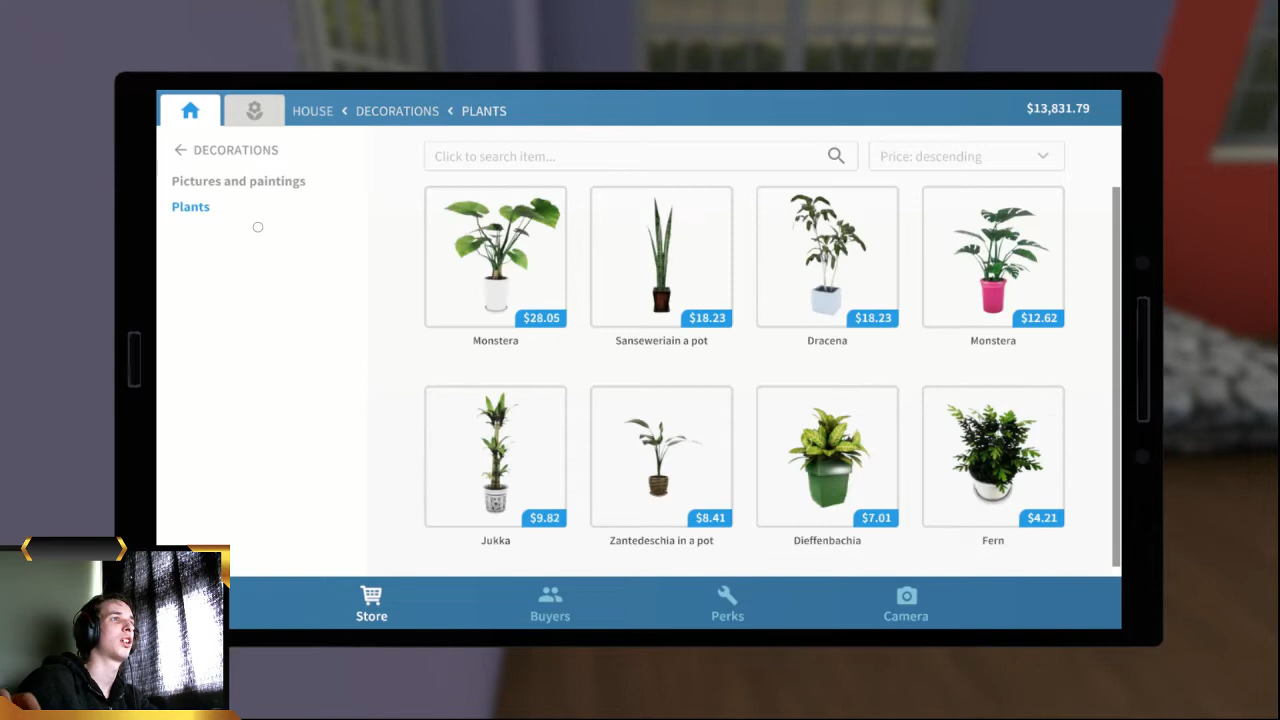 HOUSE < DECORATIONS < PLANTS
$13,831.79
DECORATIONS
Pictures and paintings
Plants
Click to search item...
Price: descending
$28.05
$18.23
$18.23
$12.62
Monstera
Sanseweriain a pot
Dracena
Monstera
$9.82
$8.41
$7.01
$4.21
Jukka
Zantedeschia in a pot
Dieffenbachia
Fern
Store
Buyers
Perks
Camera